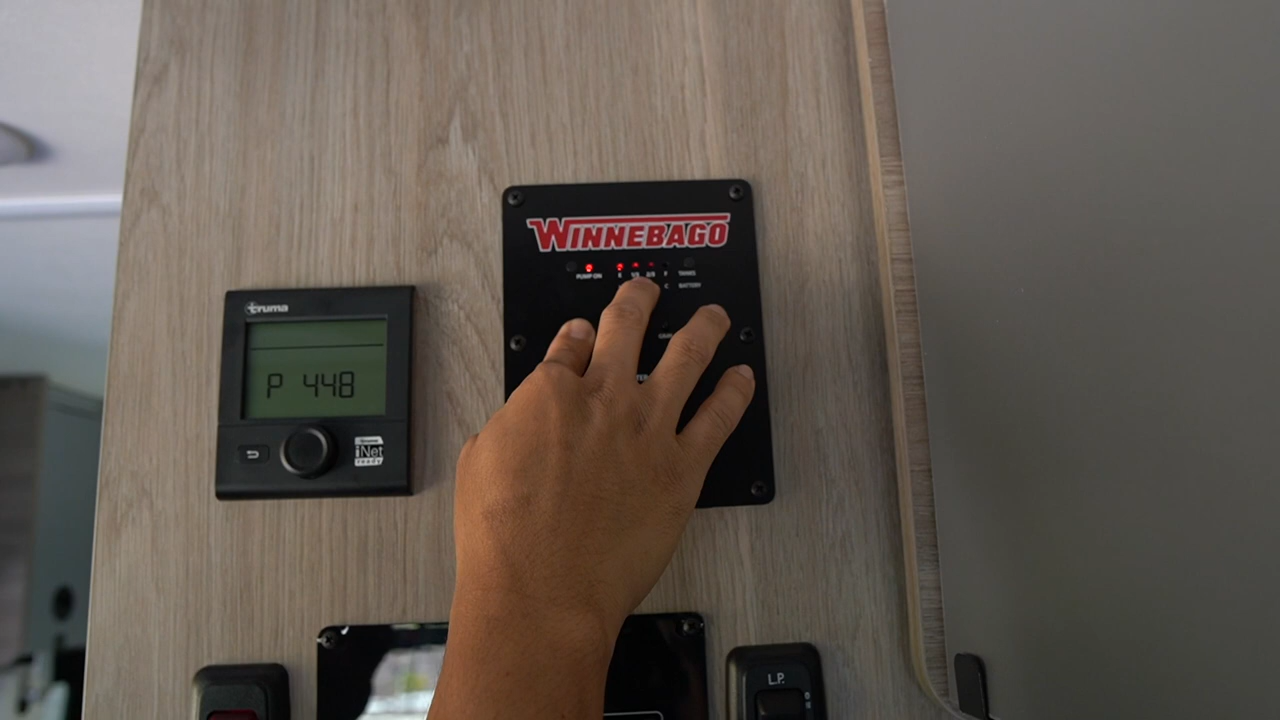 WINNEBAGO
PUMP ON E 1/3 2/3 F TANKS
C BATTERY
truma
P 448
iNet
ready
L.P.